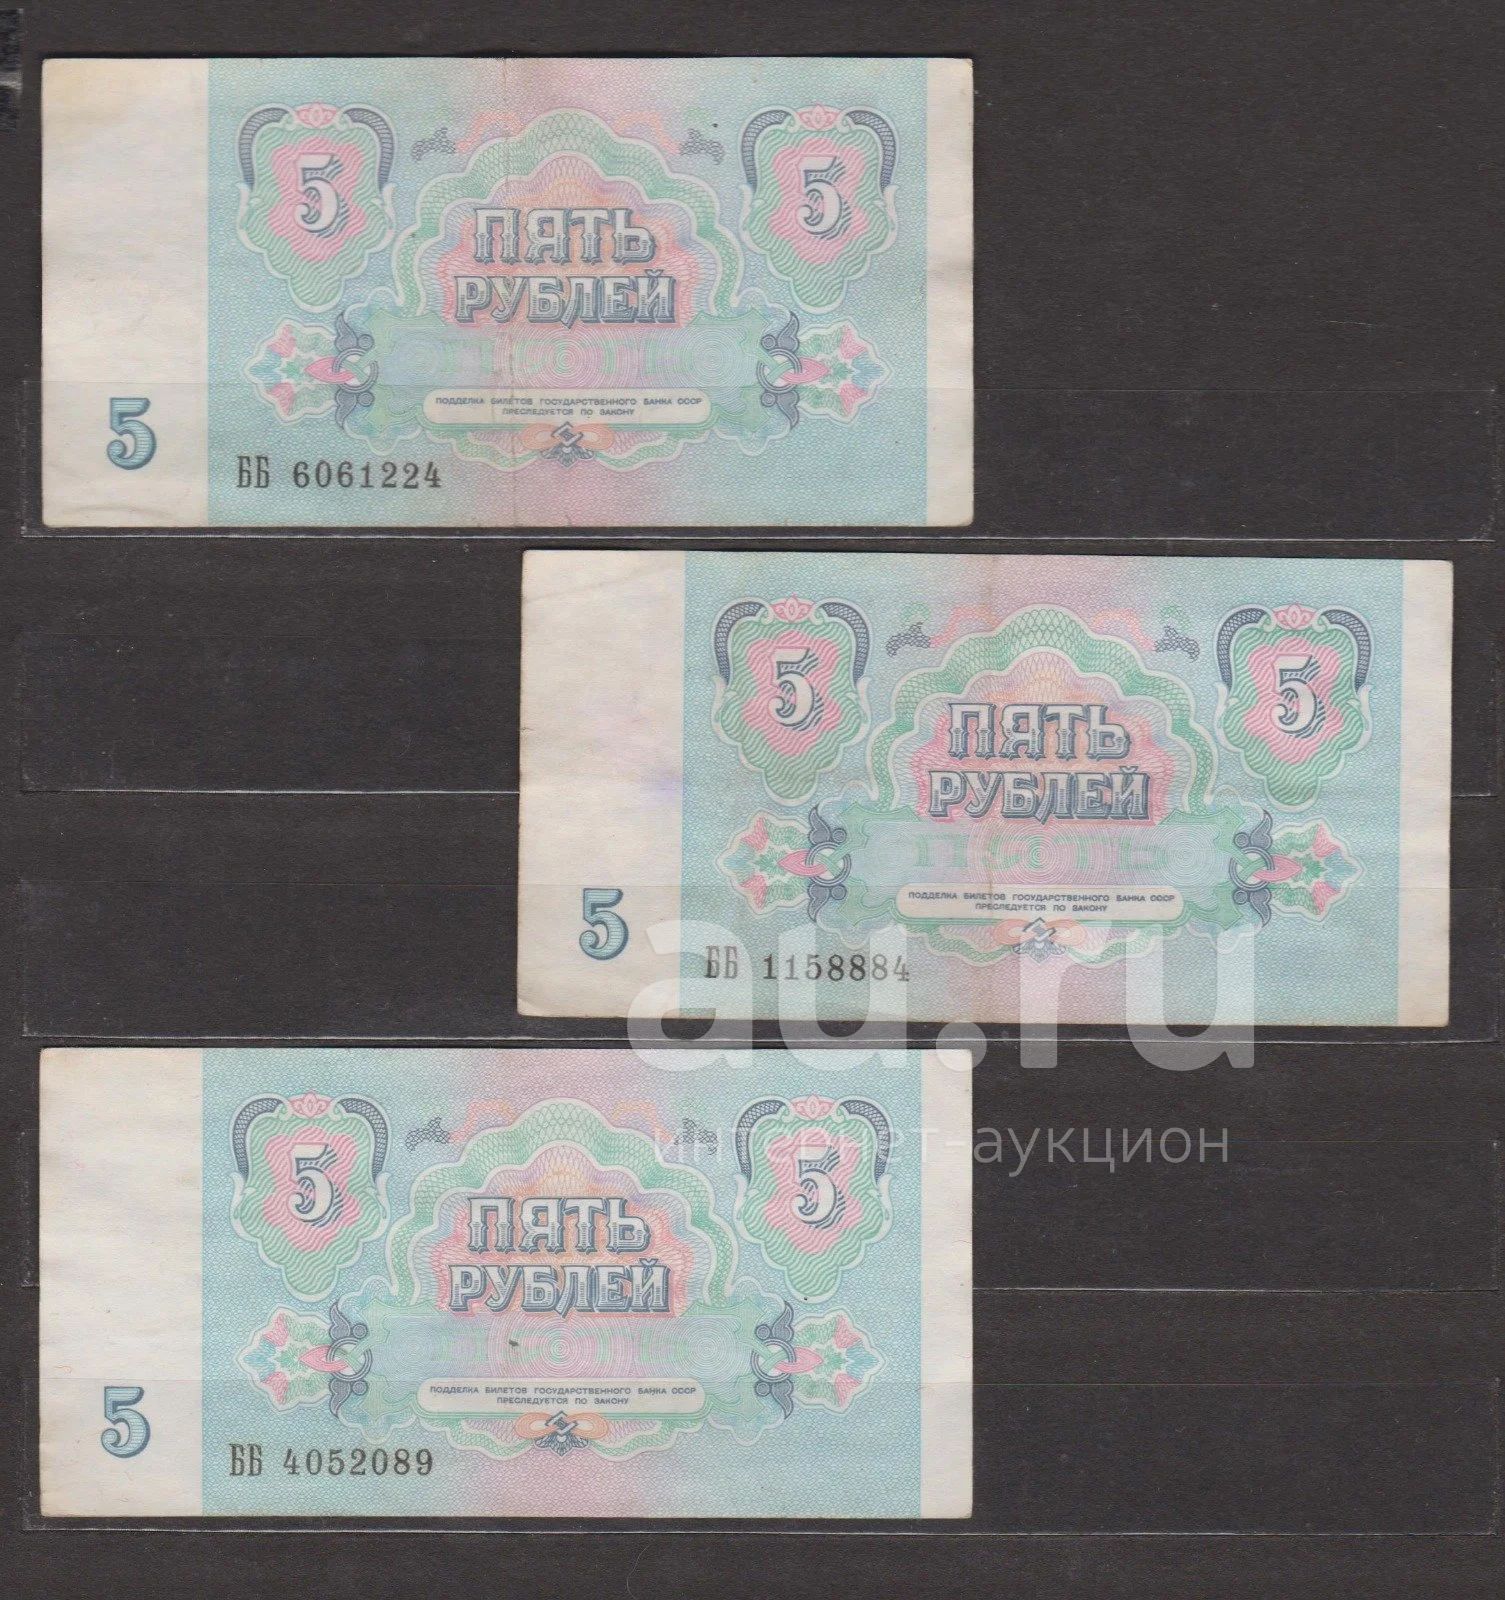 5 5
ПЯТЬ
РУБЛЕЙ
ПОДДЕЛКА БИЛЕТОВ ГОСУДАРСТВЕННОГО БАНКА СССР
ПРЕСЛЕДУЕТСЯ ПО ЗАКОНУ
5
ББ 6061224
5 5
ПЯТЬ
РУБЛЕЙ
ПОДДЕЛКА БИЛЕТОВ ГОСУДАРСТВЕННОГО БАНКА СССР
ПРЕСЛЕДУЕТСЯ ПО ЗАКОНУ
5
ББ 1158884
au.ru
интернет-аукцион
5 5
ПЯТЬ
РУБЛЕЙ
ПОДДЕЛКА БИЛЕТОВ ГОСУДАРСТВЕННОГО БАНКА СССР
ПРЕСЛЕДУЕТСЯ ПО ЗАКОНУ
5
ББ 4052089